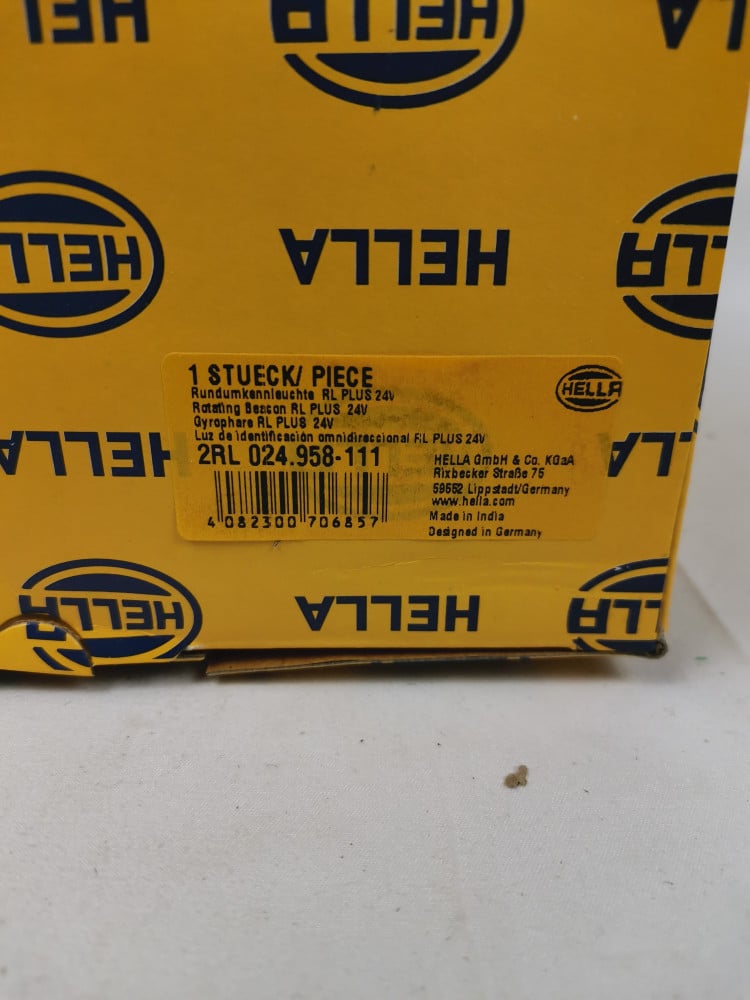 HELLA
HELLA
HELLA
HELLA
HELLA
HELLA
1 STUECK/ PIECE
Rundumkennleuchte RL PLUS 24V
Rotating Beacon RL PLUS 24V
Gyrophare RL PLUS 24V
Luz de identificación omnidireccional RL PLUS 24V
2RL 024.958-111
4 082300 706857
HELLA
HELLA GmbH & Co. KGaA
Rixbecker Straße 75
59552 Lippstadt/Germany
www.hella.com
Made in India
Designed in Germany
HELLA
HELLA
HELLA